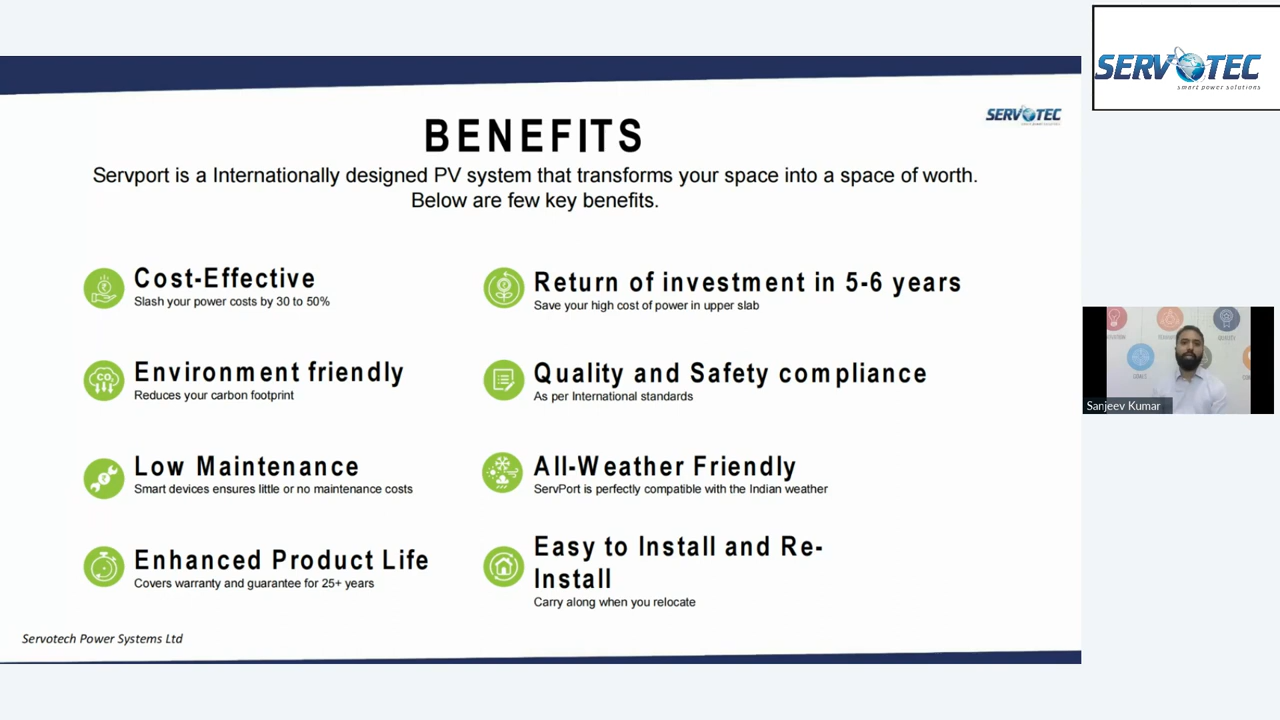 SERVOTEC
smart power solutions
SERVOTEC
BENEFITS
Servport is a Internationally designed PV system that transforms your space into a space of worth.
Below are few key benefits.
Cost-Effective
Slash your power costs by 30 to 50%
Return of investment in 5-6 years
Save your high cost of power in upper slab
Environment friendly
Reduces your carbon footprint
CO2
Quality and Safety compliance
As per International standards
Low Maintenance
Smart devices ensures little or no maintenance costs
All-Weather Friendly
ServPort is perfectly compatible with the Indian weather
Enhanced Product Life
Covers warranty and guarantee for 25+ years
Easy to Install and Re-
Install
Carry along when you relocate
Servotech Power Systems Ltd
Sanjeev Kumar